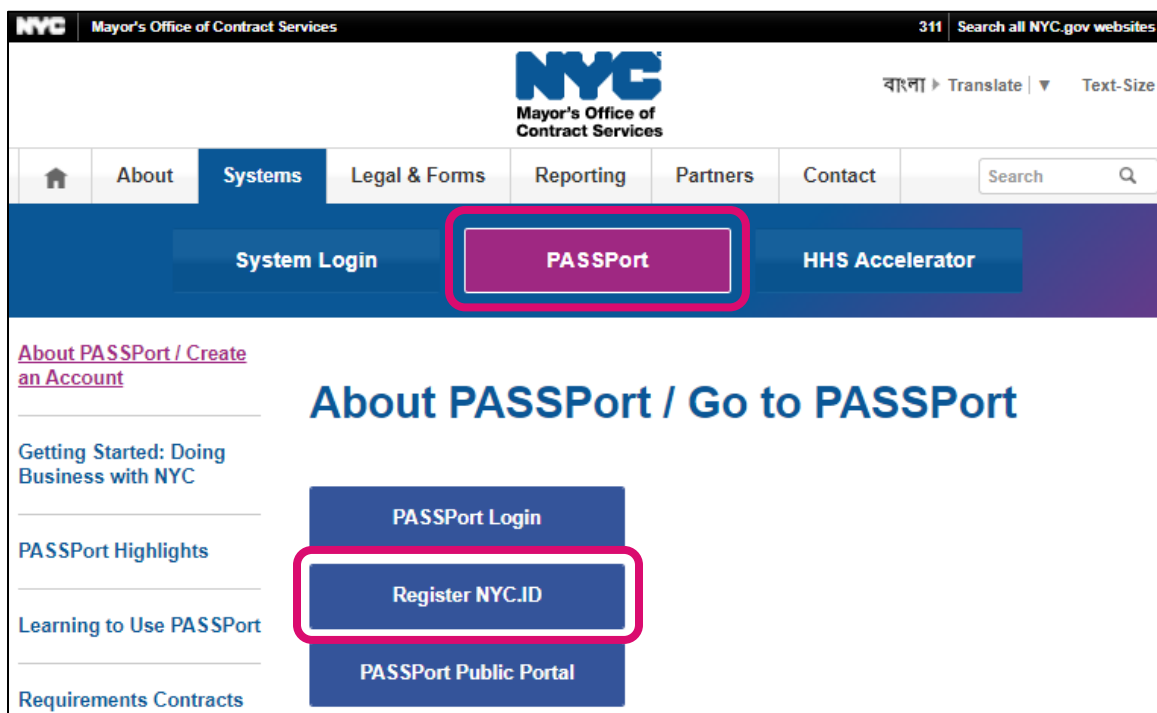 NYC Mayor's Office of Contract Services 311 Search all NYC.gov websites
NYC
Mayor's Office of
Contract Services
বাংলা Translate Text-Size
About Systems Legal & Forms Reporting Partners Contact Search
System Login PASSPort HHS Accelerator
About PASSPort / Create
an Account
Getting Started: Doing
Business with NYC
PASSPort Highlights
Learning to Use PASSPort
Requirements Contracts
About PASSPort / Go to PASSPort
PASSPort Login
Register NYC.ID
PASSPort Public Portal